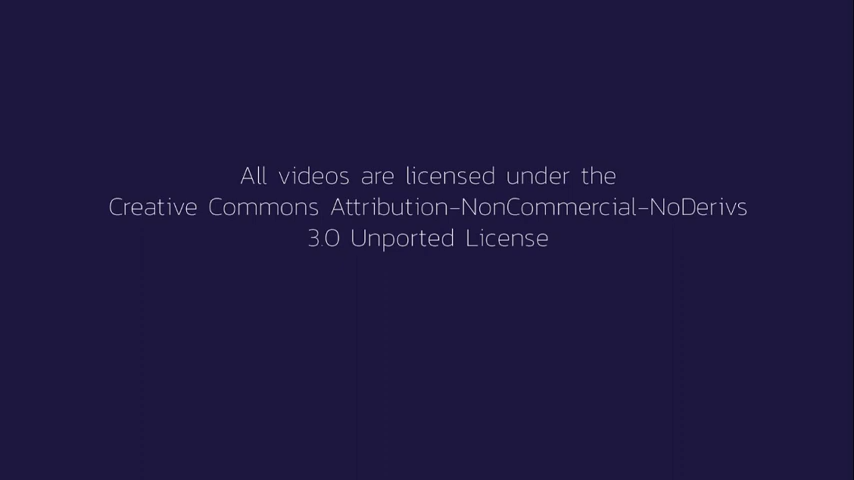 All videos are licensed under the
Creative Commons Attribution-NonCommercial-NoDerivs
3.0 Unported License